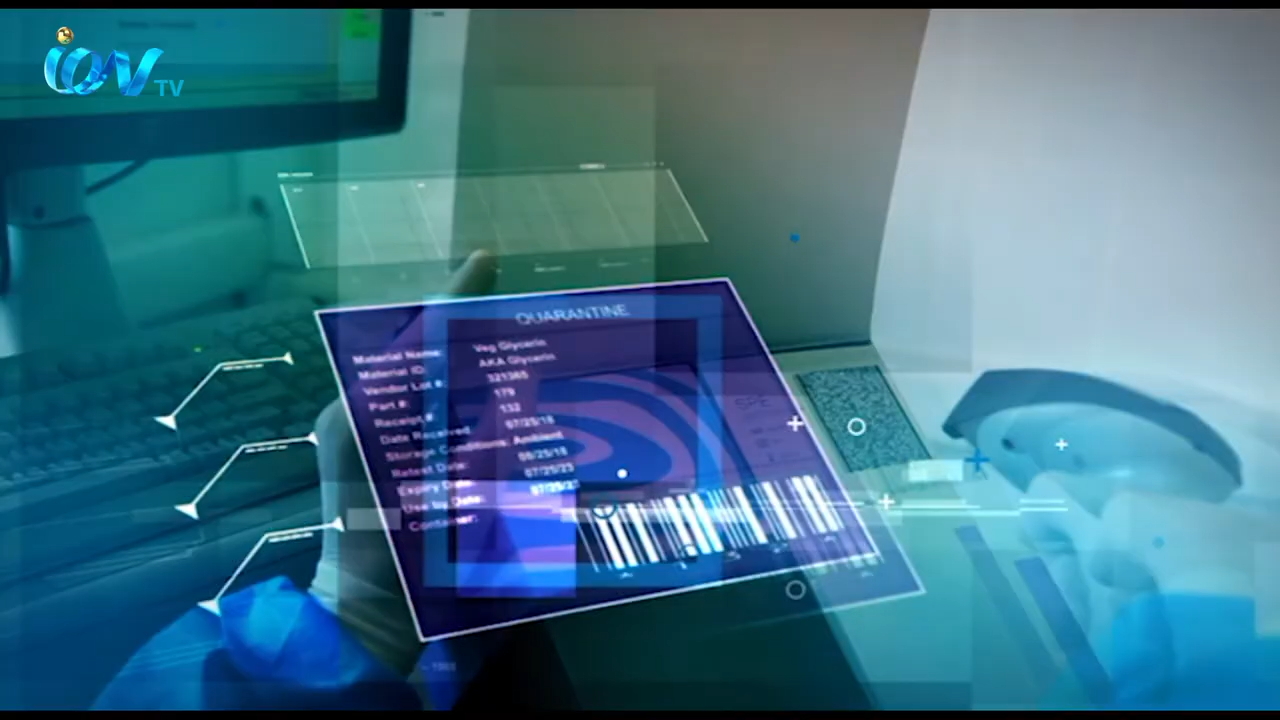 ION TV
QUARANTINE
Material Name: Veg Glycerin
Material ID: AKA Glycerin
Vendor Lot #: 321365
Part #: 179
Receipt #: 132
Date Received: 07/25/18
Storage Conditions: Ambient
Retest Date: 08/25/18
Expiry Date: 07/25/23
Use by Date:
Container: